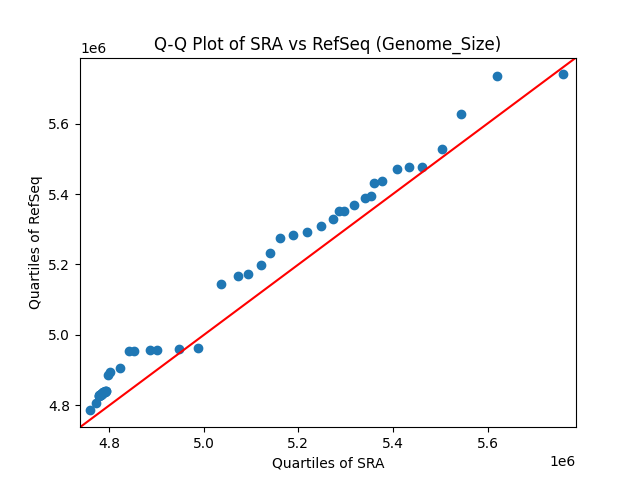 Q-Q Plot of SRA vs RefSeq (Genome_Size)
1e6
5.6
5.4
5.2
5.0
4.8
Quartiles of RefSeq
4.8 5.0 5.2 5.4 5.6
1e6
Quartiles of SRA